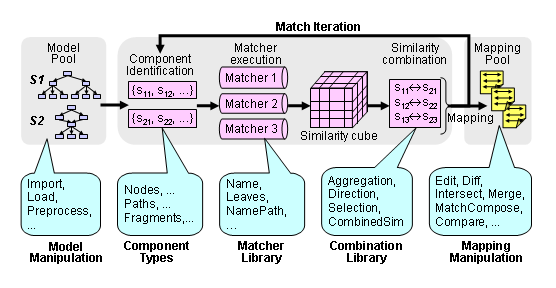 Match Iteration
Model
Pool
S1
S2
Component
Identification
{s11, s12, ...}
{s21, s22, ...}
Matcher
execution
Matcher 1
Matcher 2
Matcher 3
Similarity cube
Similarity
combination
s11↔s21
s12↔s22
s13↔s23
Mapping
Mapping
Pool
Import,
Load,
Preprocess,
...
Nodes, ...
Paths, ...
Fragments,...
Name,
Leaves,
NamePath,
...
Aggregation,
Direction,
Selection,
CombinedSim
Edit, Diff,
Intersect, Merge,
MatchCompose,
Compare, ...
Model
Manipulation
Component
Types
Matcher
Library
Combination
Library
Mapping
Manipulation